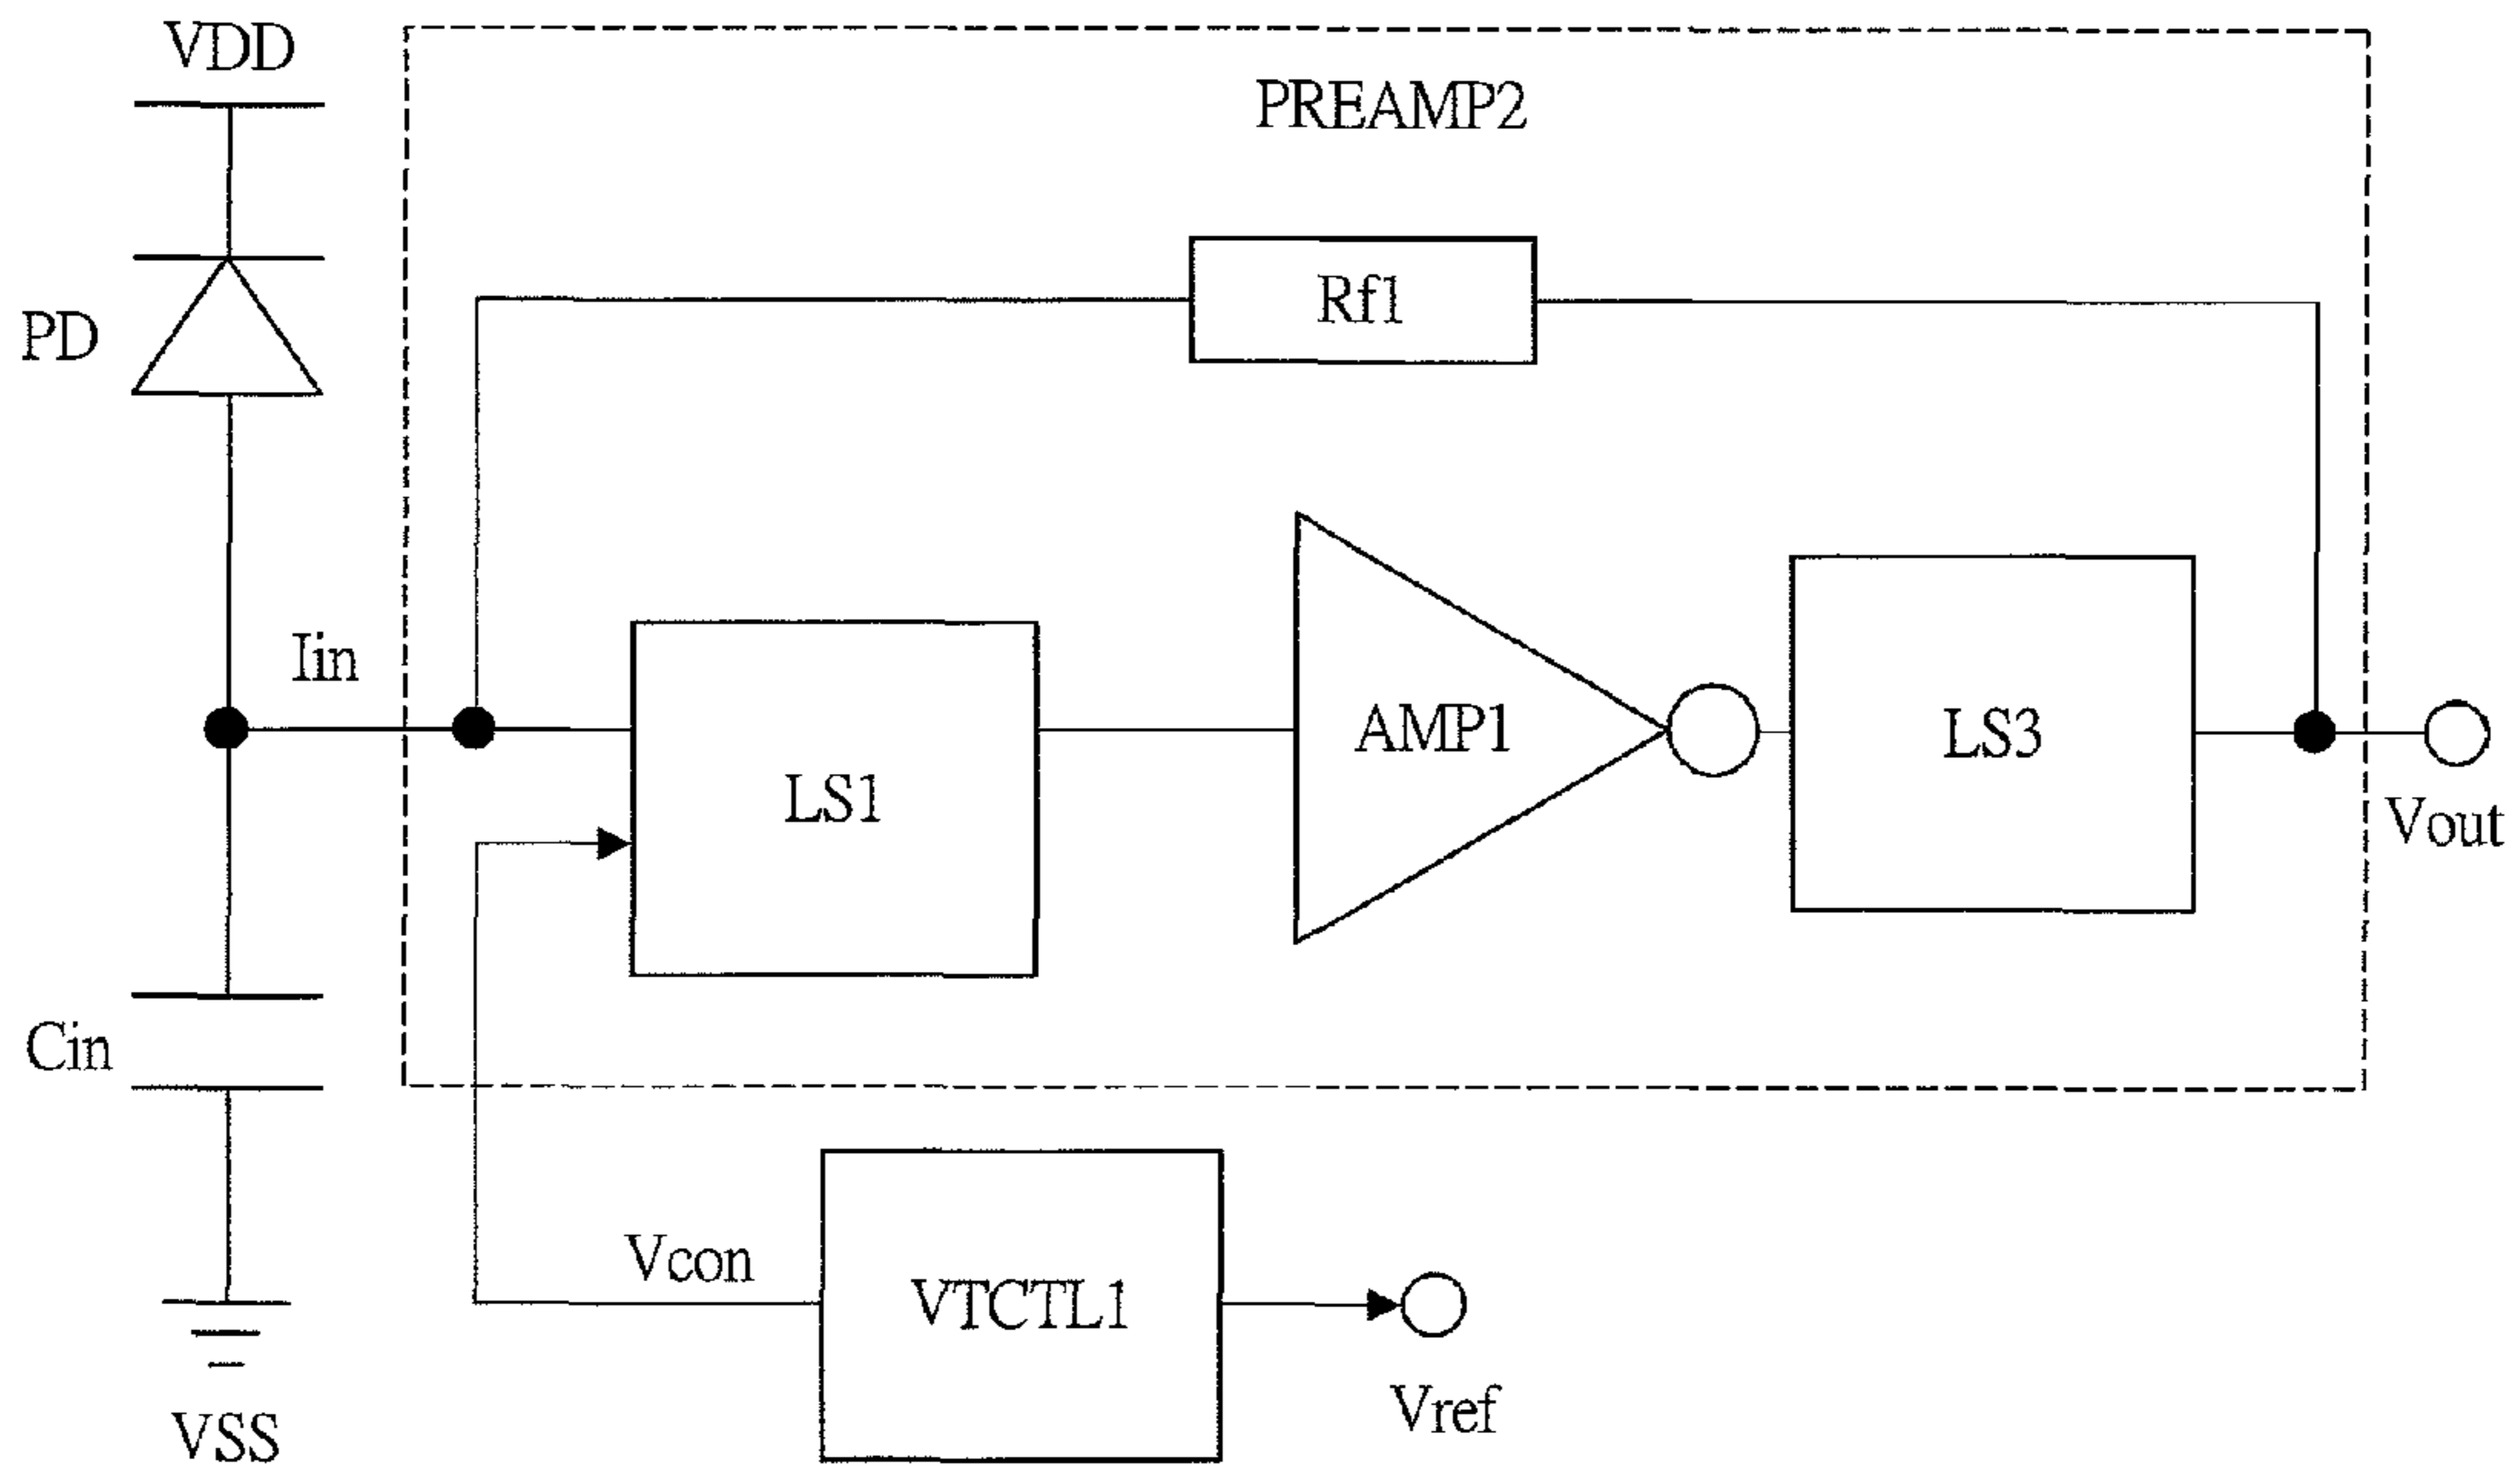 VDD
PREAMP2
Rf1
PD
Iin
AMP1
LS3
LS1
Vout
Cin
Vcon
VTCTL1
Vref
VSS